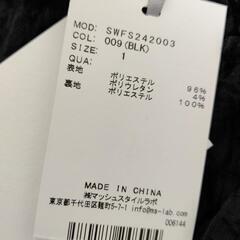 MOD: SWFS242003
COL: 009(BLK)
SIZE: 1
QUA:
表地
ポリエステル 96%
ポリウレタン 4%
裏地
ポリエステル 100%
MADE IN CHINA
㈱マッシュスタイルラボ
東京都千代田区麹町5-7-1 info@ms-lab.com
006144